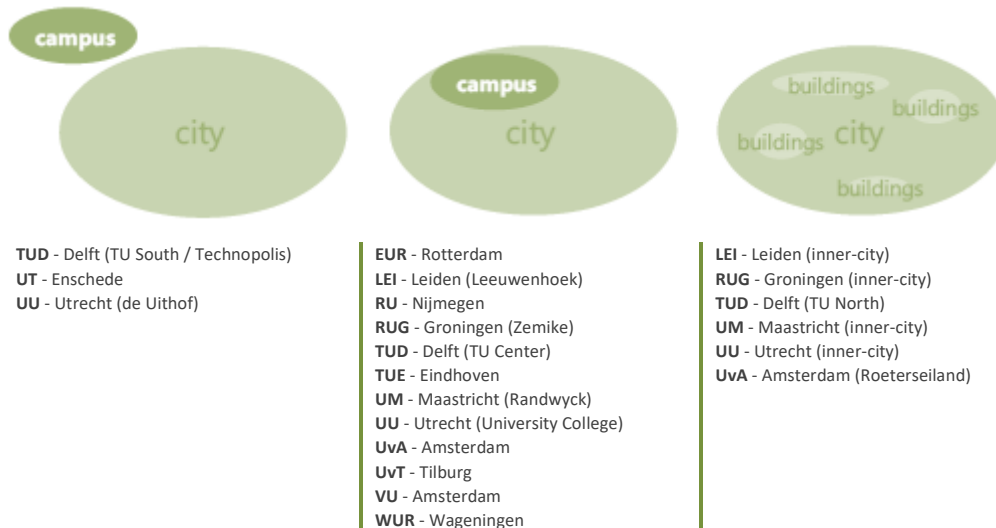 campus
city
campus
city
buildings
buildings
buildings
city
buildings
TUD - Delft (TU South / Technopolis)
UT - Enschede
UU - Utrecht (de Uithof)
EUR - Rotterdam
LEI - Leiden (Leeuwenhoek)
RU - Nijmegen
RUG - Groningen (Zemike)
TUD - Delft (TU Center)
TUE - Eindhoven
UM - Maastricht (Randwyck)
UU - Utrecht (University College)
UvA - Amsterdam
UvT - Tilburg
VU - Amsterdam
WUR - Wageningen
LEI - Leiden (inner-city)
RUG - Groningen (inner-city)
TUD - Delft (TU North)
UM - Maastricht (inner-city)
UU - Utrecht (inner-city)
UvA - Amsterdam (Roeterseiland)